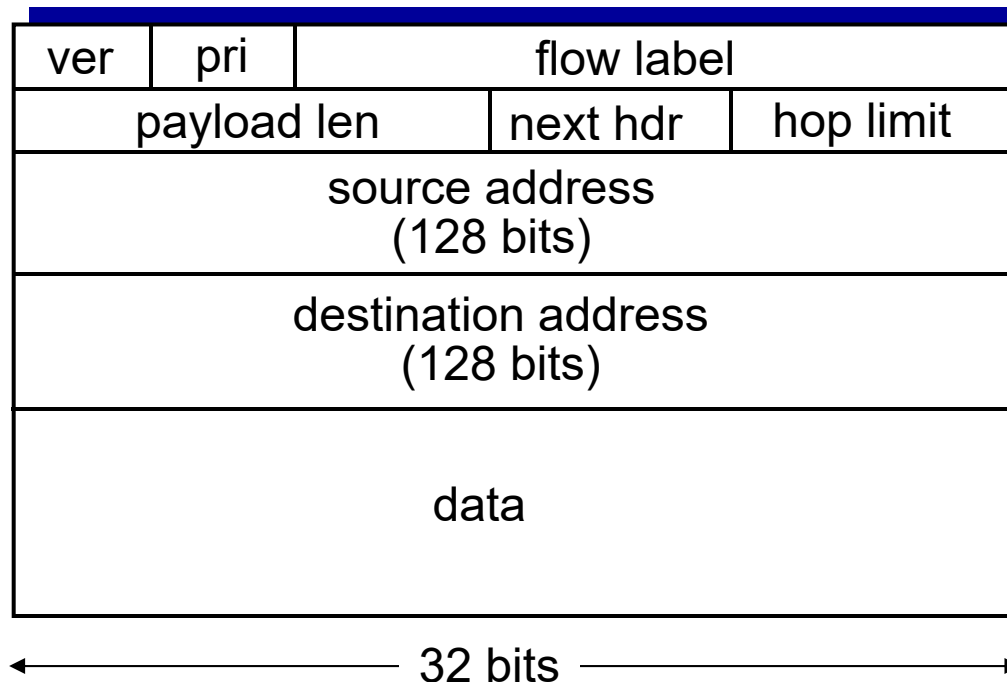 ver pri flow label
payload len next hdr hop limit
source address
(128 bits)
destination address
(128 bits)
data
32 bits